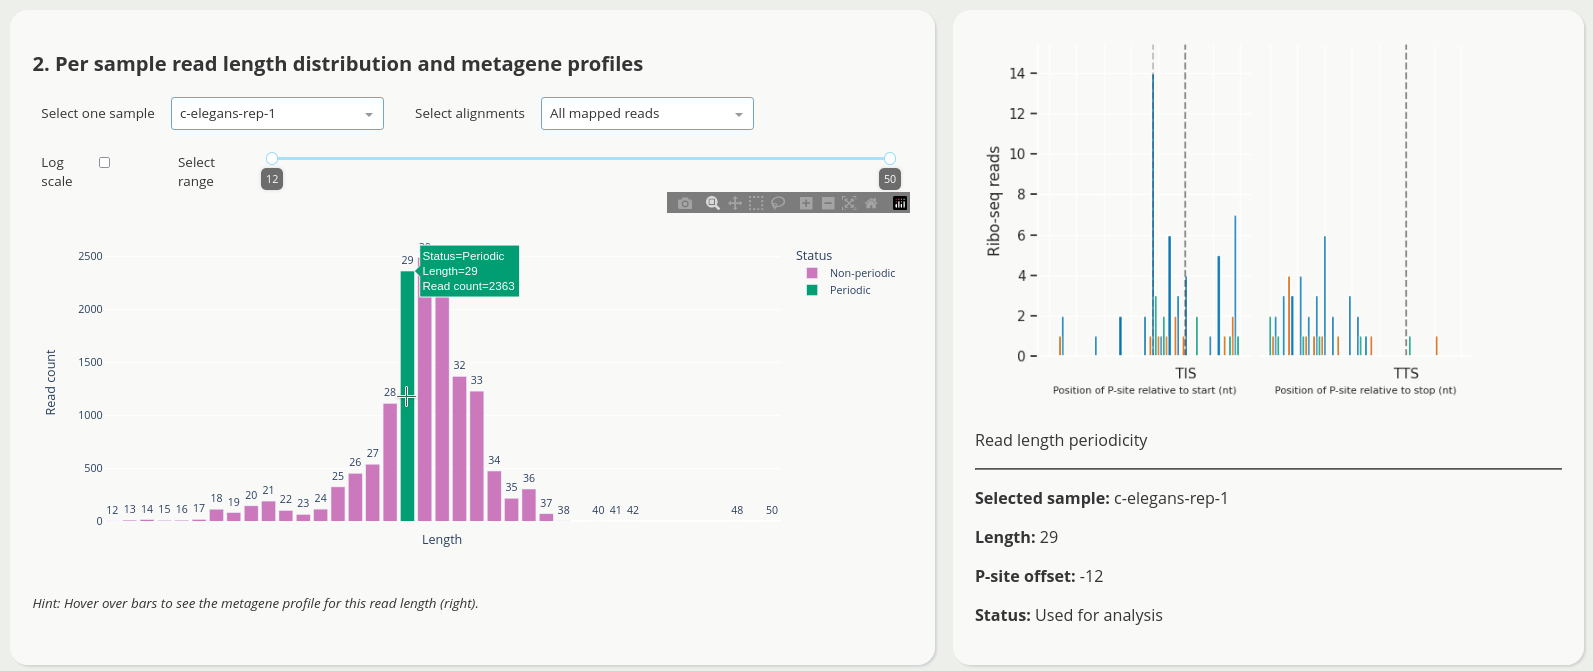 2. Per sample read length distribution and metagene profiles
Select one sample
c-elegans-rep-1
Select alignments
All mapped reads
Log scale
Select range
12
50
Read count
2500
2000
1500
1000
500
0
12 13 14 15 16 17 18 19 20 21 22 23 24 25 26 27 28 29 32 33 34 35 36 37 38 40 41 42 48 50
Status=Periodic
Length=29
Read count=2363
Length
Status
Non-periodic
Periodic
Hint: Hover over bars to see the metagene profile for this read length (right).
Ribo-seq reads
14
12
10
8
6
4
2
0
TIS
TTS
Position of P-site relative to start (nt)
Position of P-site relative to stop (nt)
Read length periodicity
Selected sample: c-elegans-rep-1
Length: 29
P-site offset: -12
Status: Used for analysis